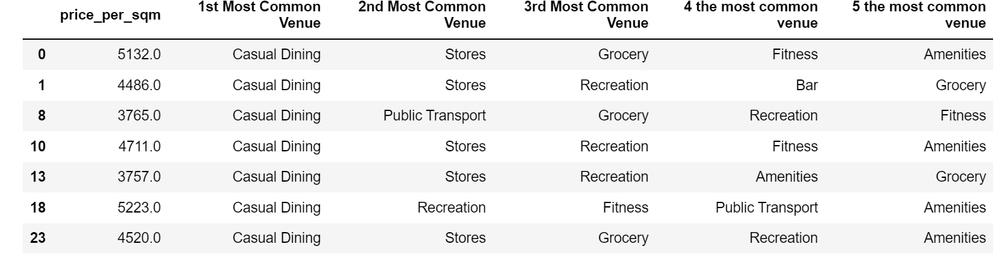 price_per_sqm 1st Most Common Venue 2nd Most Common Venue 3rd Most Common Venue 4 the most common venue 5 the most common venue
0 5132.0 Casual Dining Stores Grocery Fitness Amenities
1 4486.0 Casual Dining Stores Recreation Bar Grocery
8 3765.0 Casual Dining Public Transport Grocery Recreation Fitness
10 4711.0 Casual Dining Stores Recreation Fitness Amenities
13 3757.0 Casual Dining Stores Recreation Amenities Grocery
18 5223.0 Casual Dining Recreation Fitness Public Transport Amenities
23 4520.0 Casual Dining Stores Grocery Recreation Amenities